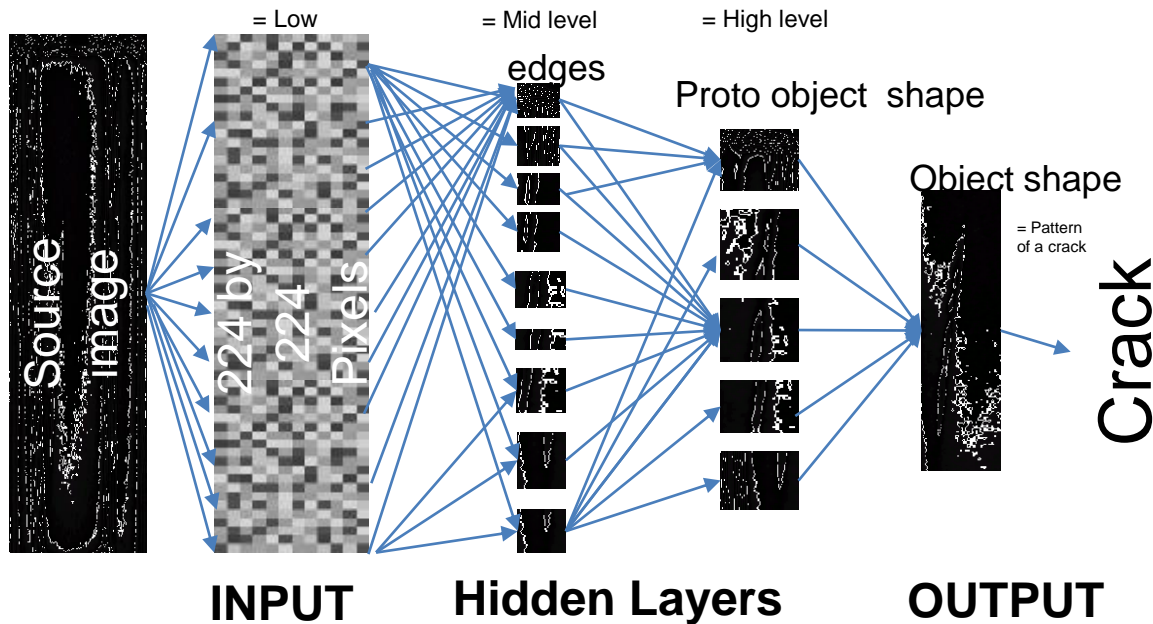 = Low
= Mid level
= High level
edges
Proto object shape
Object shape
= Pattern
of a crack
Source
image
224 by
224
Pixels
Crack
INPUT
Hidden Layers
OUTPUT